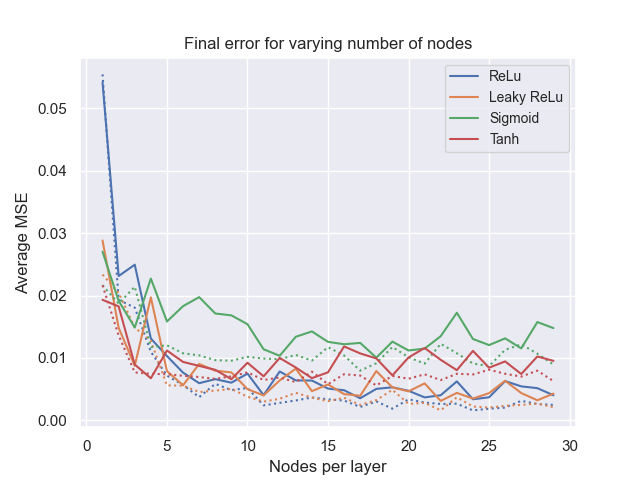 Final error for varying number of nodes
ReLu
Leaky ReLu
Sigmoid
Tanh
Average MSE
0.05
0.04
0.03
0.02
0.01
0.00
0 5 10 15 20 25 30
Nodes per layer